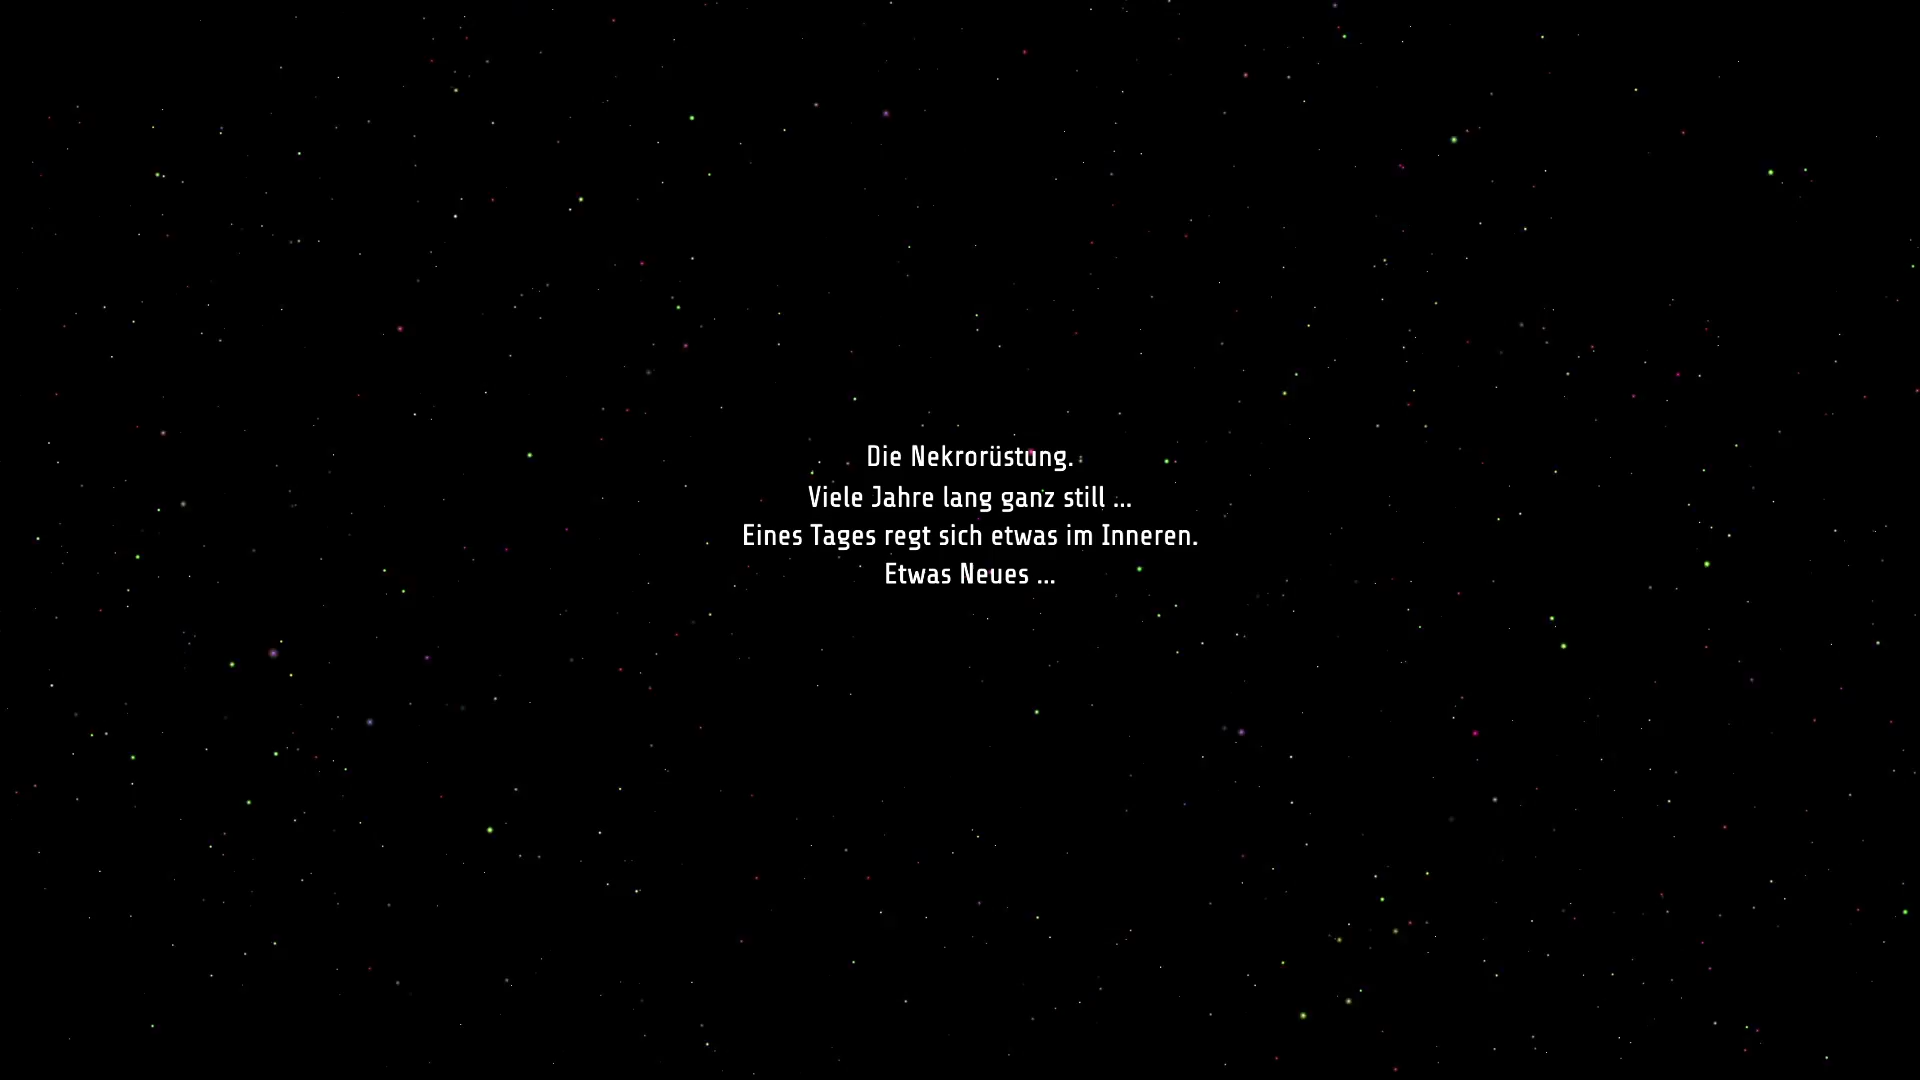 Die Nekrorüstung.
Viele Jahre lang ganz still ...
Eines Tages regt sich etwas im Inneren.
Etwas Neues ...